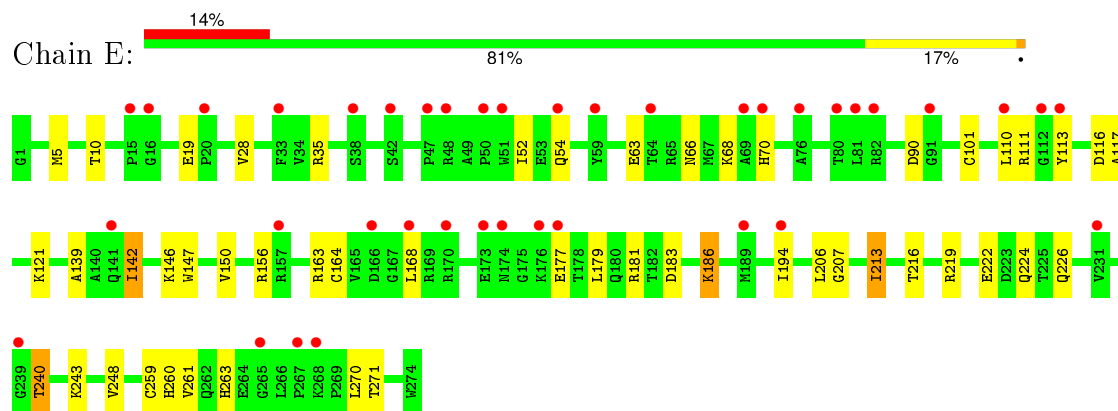 14%
Chain E:
81% 17% •
G1 M5 T10 P15 G16 E19 P20 V28 F33 V34 R35 S38 S42 P47 R48 A49 P50 W51 I52 E53 Q54 Y59 E63 T64 R65 N66 M67 K68 A69 H70 A76 T80 L81 R82 D90 G91 C101 L110 R111 G112 Y113 D116 A117
K121 A139 A140 Q141 I142 K146 W147 V150 R156 R157 R163 C164 V165 D166 G167 L168 R169 R170 E173 N174 G175 K176 E177 T178 L179 Q180 R181 T182 D183 K186 M189 I194 L206 G207 I213 T216 R219 E222 D223 Q224 T225 Q226 V231
G239 T240 K243 V248 C259 H260 V261 Q262 H263 E264 G265 L266 P267 K268 P269 L270 T271 W274